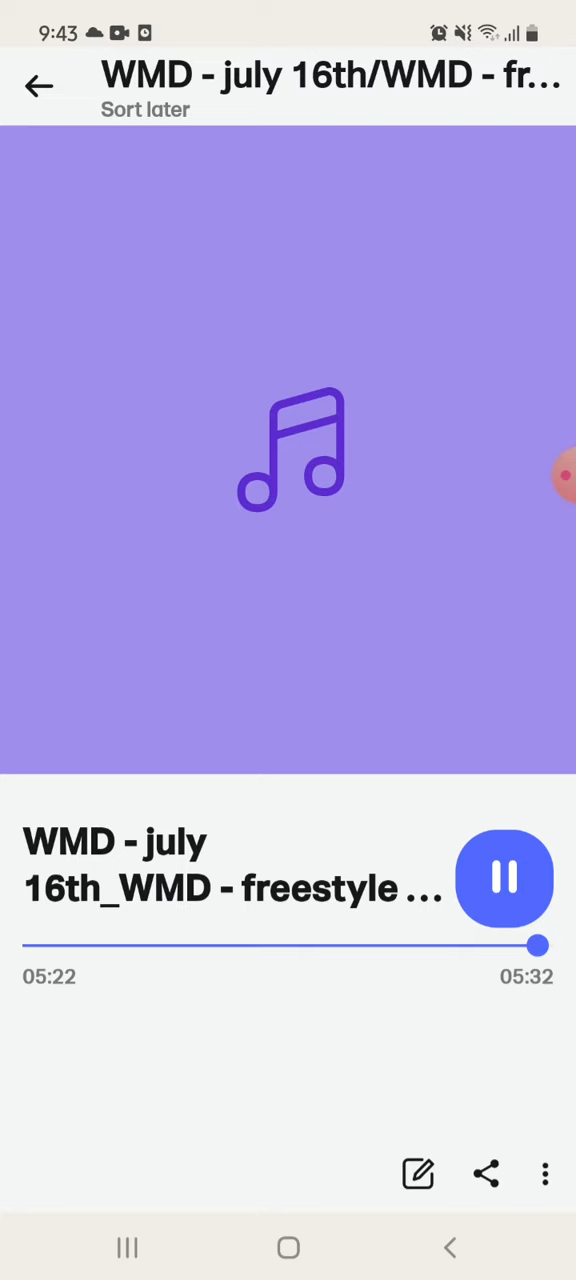 9:43
WMD - july 16th/WMD - fr...
Sort later
WMD - july
16th_WMD - freestyle ...
05:22
05:32